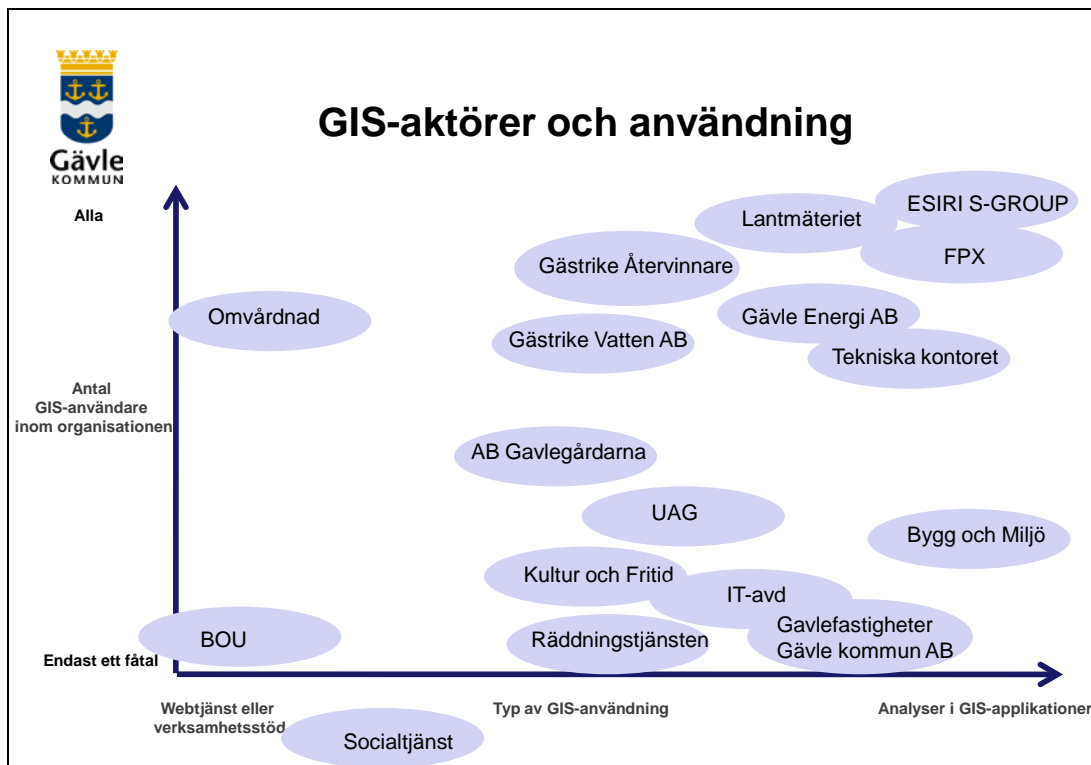 Gävle
KOMMUN
GIS-aktörer och användning
Alla
ESIRI S-GROUP
Lantmäteriet
FPX
Gästrike Återvinnare
Omvårdnad
Gävle Energi AB
Gästrike Vatten AB
Tekniska kontoret
Antal
GIS-användare
inom organisationen
AB Gavlegårdarna
UAG
Bygg och Miljö
Kultur och Fritid
IT-avd
Gavlefastigheter
Gävle kommun AB
BOU
Räddningstjänsten
Endast ett fåtal
Webtjänst eller
verksamhetsstöd
Typ av GIS-användning
Analyser i GIS-applikationer
Socialtjänst